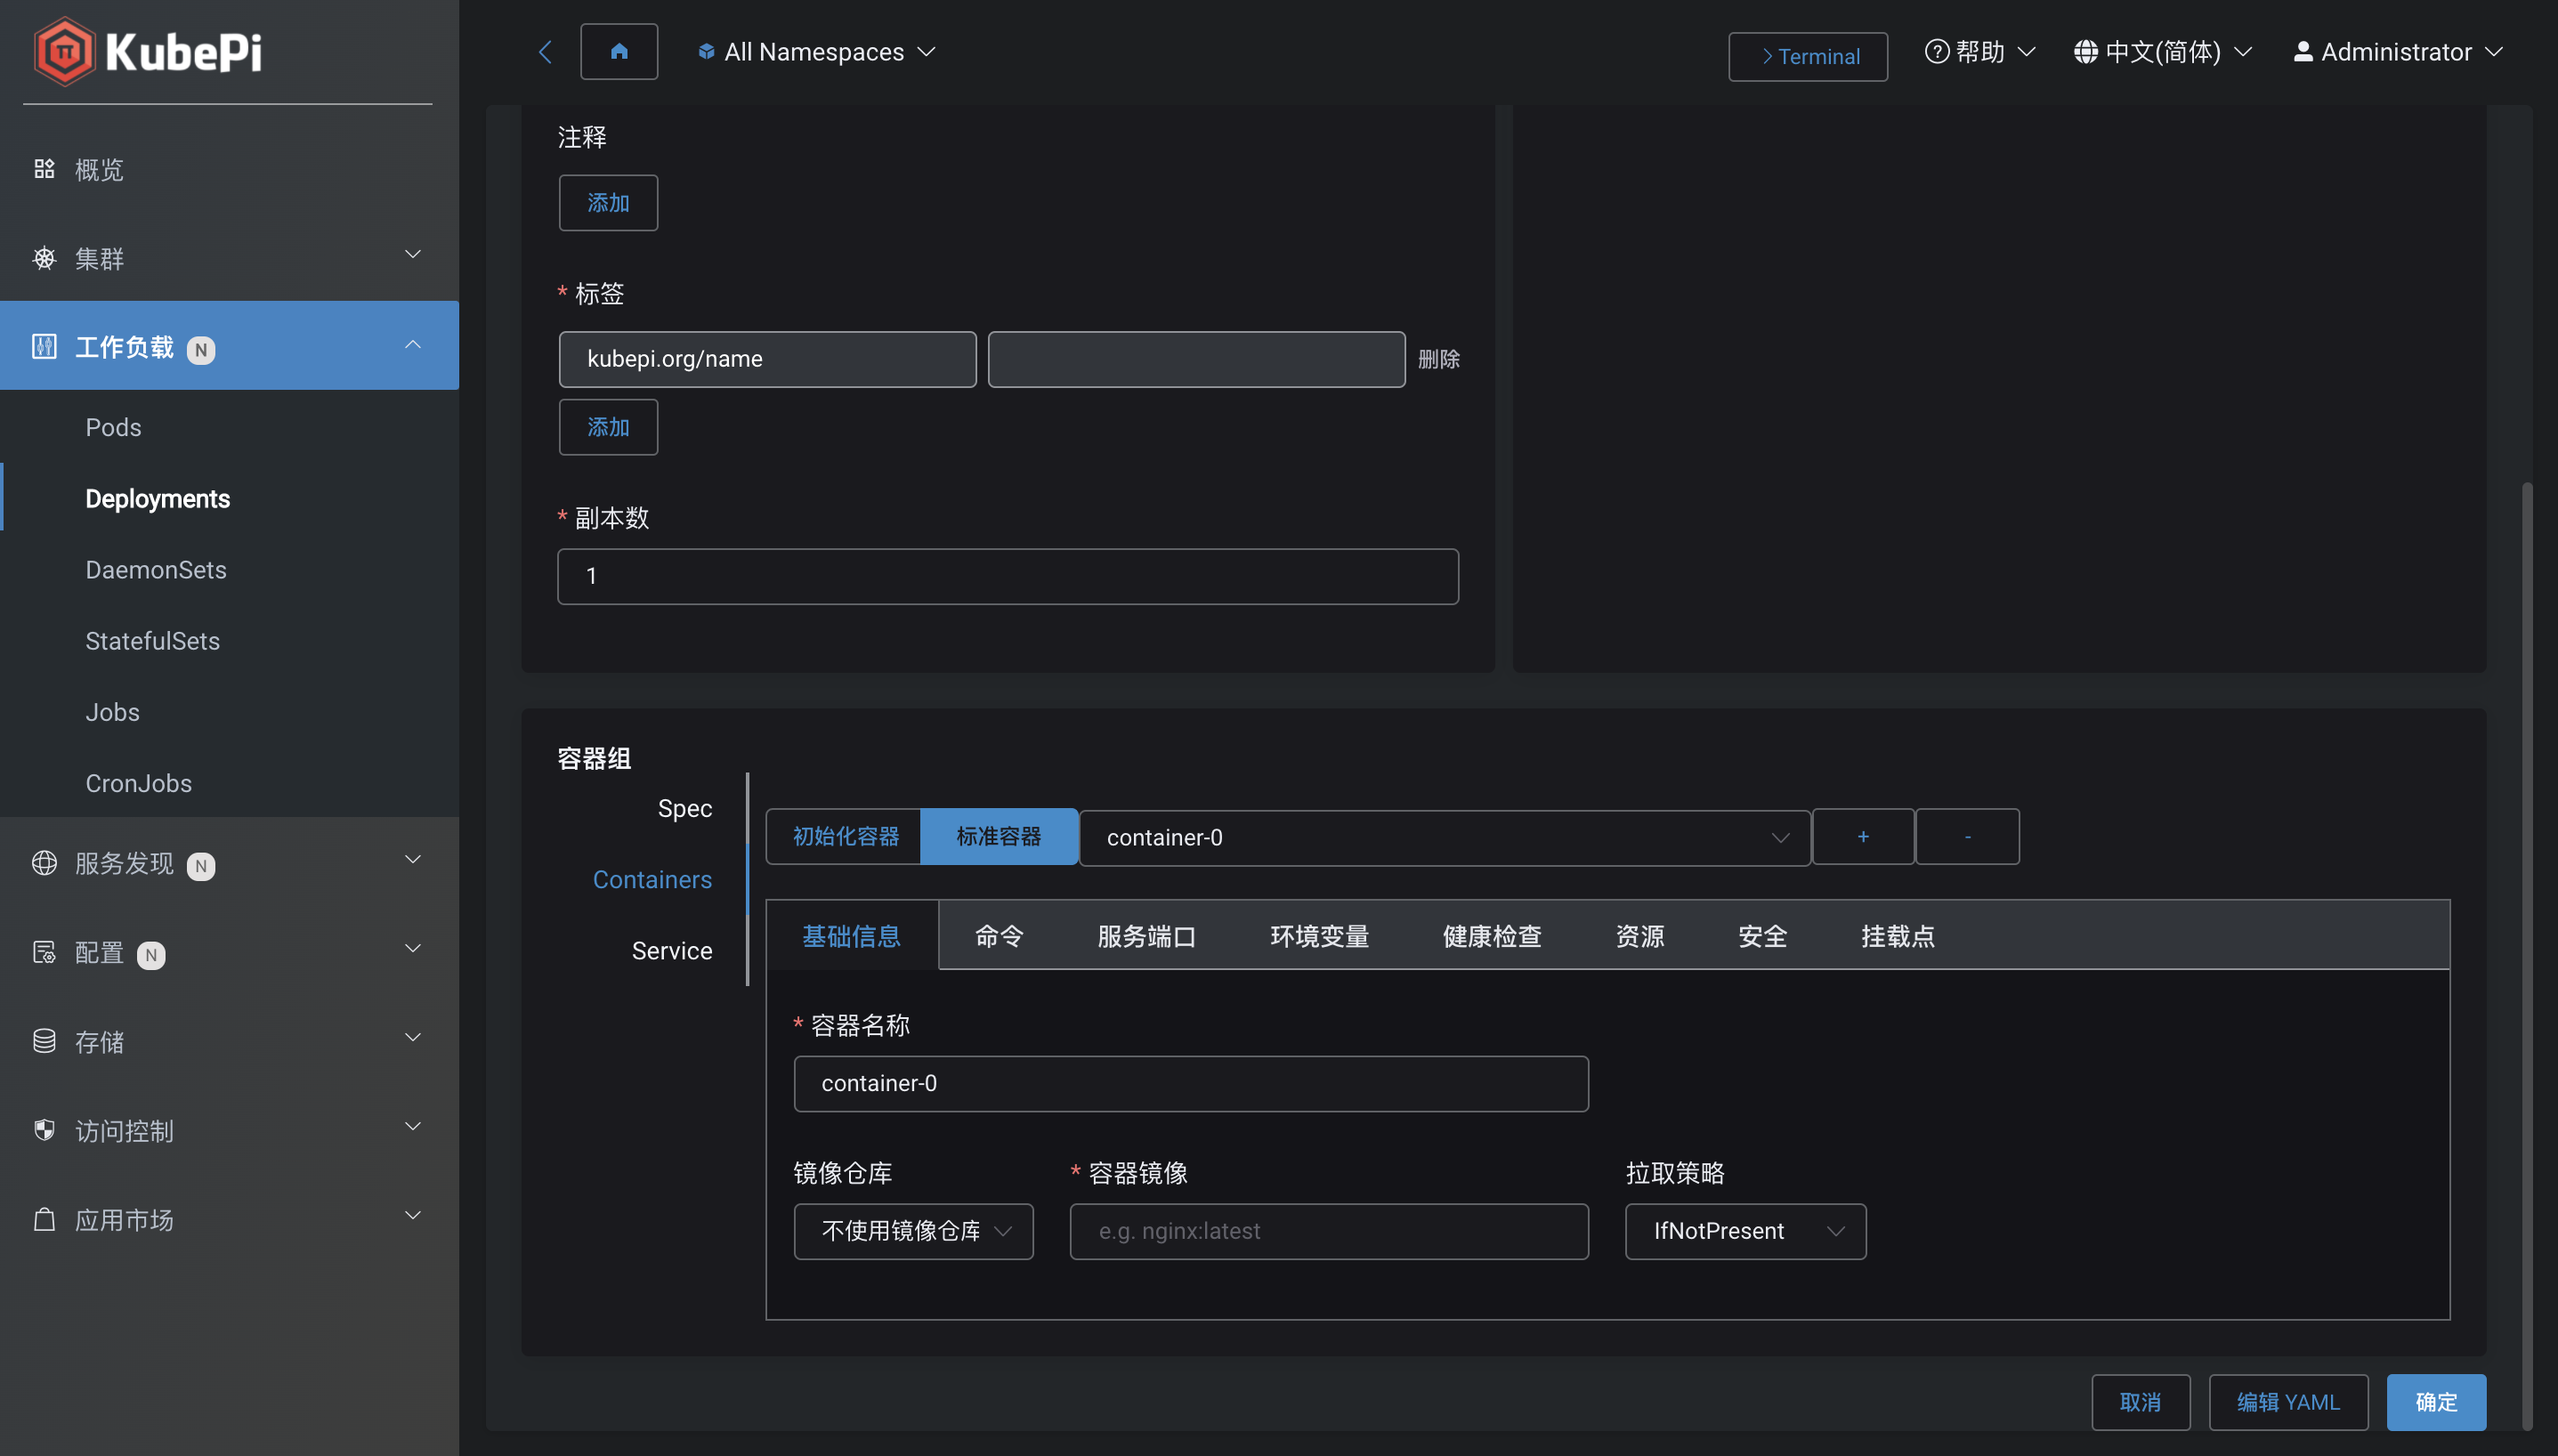 KubePi
All Namespaces
Terminal
帮助
中文(简体)
Administrator
概览
集群
工作负载 N
Pods
Deployments
DaemonSets
StatefulSets
Jobs
CronJobs
服务发现 N
配置 N
存储
访问控制
应用市场
注释
添加
* 标签
kubepi.org/name
删除
添加
* 副本数
1
容器组
Spec
Containers
Service
初始化容器 标准容器 container-0 + -
基础信息 命令 服务端口 环境变量 健康检查 资源 安全 挂载点
* 容器名称
container-0
镜像仓库 * 容器镜像 拉取策略
不使用镜像仓库 e.g. nginx:latest IfNotPresent
取消 编辑 YAML 确定